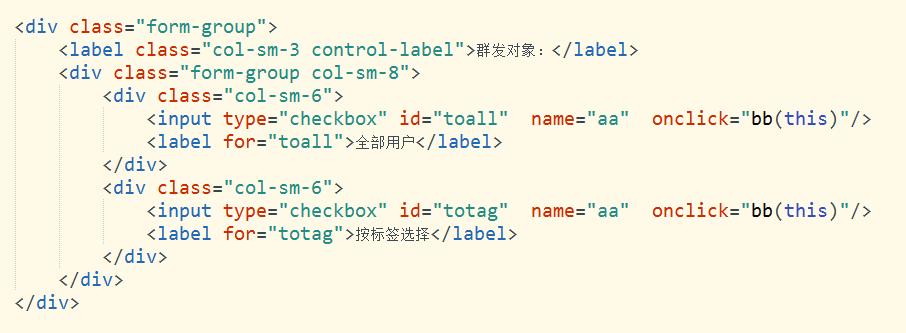 <div class="form-group">
    <label class="col-sm-3 control-label">群发对象：</label>
    <div class="form-group col-sm-8">
        <div class="col-sm-6">
            <input type="checkbox" id="toall"  name="aa"  onclick="bb(this)"/>
            <label for="toall">全部用户</label>
        </div>
        <div class="col-sm-6">
            <input type="checkbox" id="totag"  name="aa"  onclick="bb(this)"/>
            <label for="totag">按标签选择</label>
        </div>
    </div>
</div>